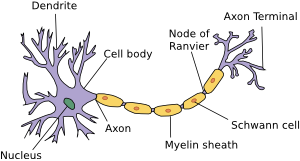 Dendrite
Axon Terminal
Node of
Ranvier
Cell body
Axon
Schwann cell
Myelin sheath
Nucleus